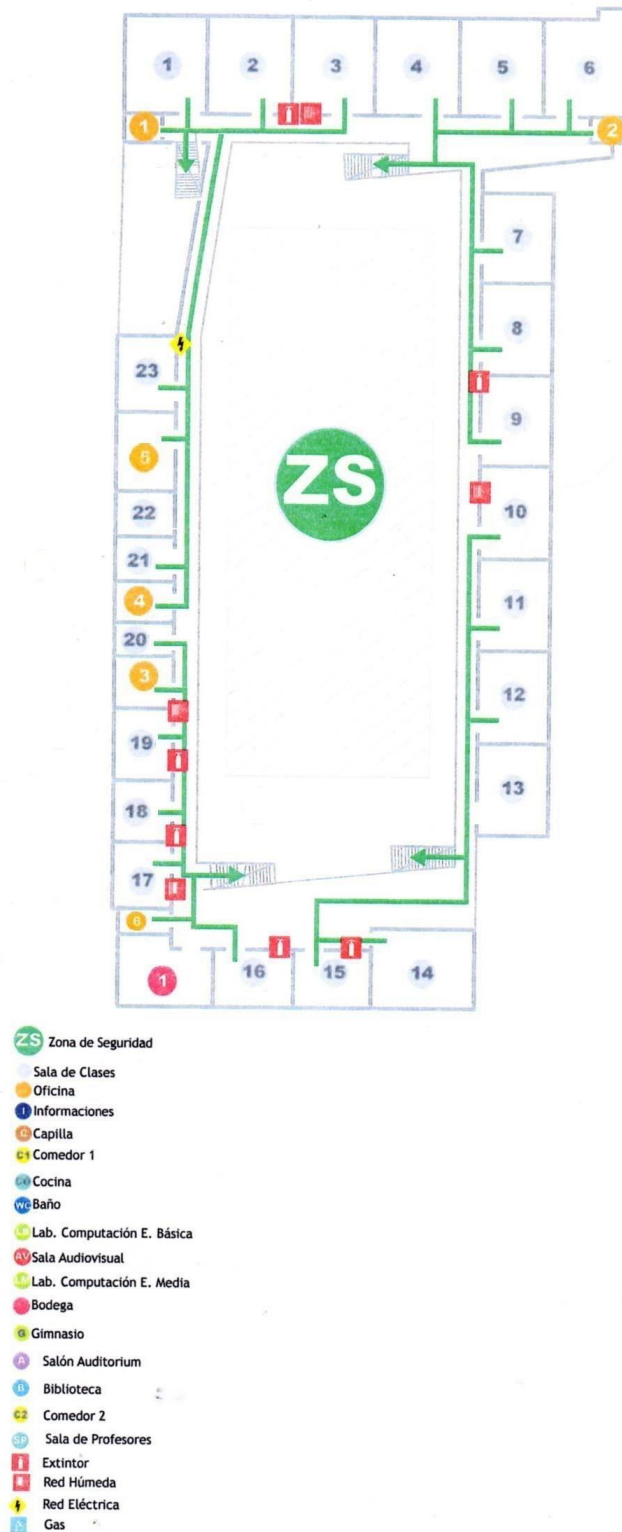 1 2 3 4 5 6
1 2
7
8
23
9
5
ZS
10
22
21
11
4
20
12
3
19
13
18
17
6
16 15 14
1
ZS Zona de Seguridad
Sala de Clases
Oficina
I Informaciones
C Capilla
C1 Comedor 1
Cocina
WC Baño
Lab. Computación E. Básica
AV Sala Audiovisual
LM Lab. Computación E. Media
Bodega
G Gimnasio
A Salón Auditorium
B Biblioteca
C2 Comedor 2
SP Sala de Profesores
Extintor
Red Húmeda
Red Eléctrica
Gas